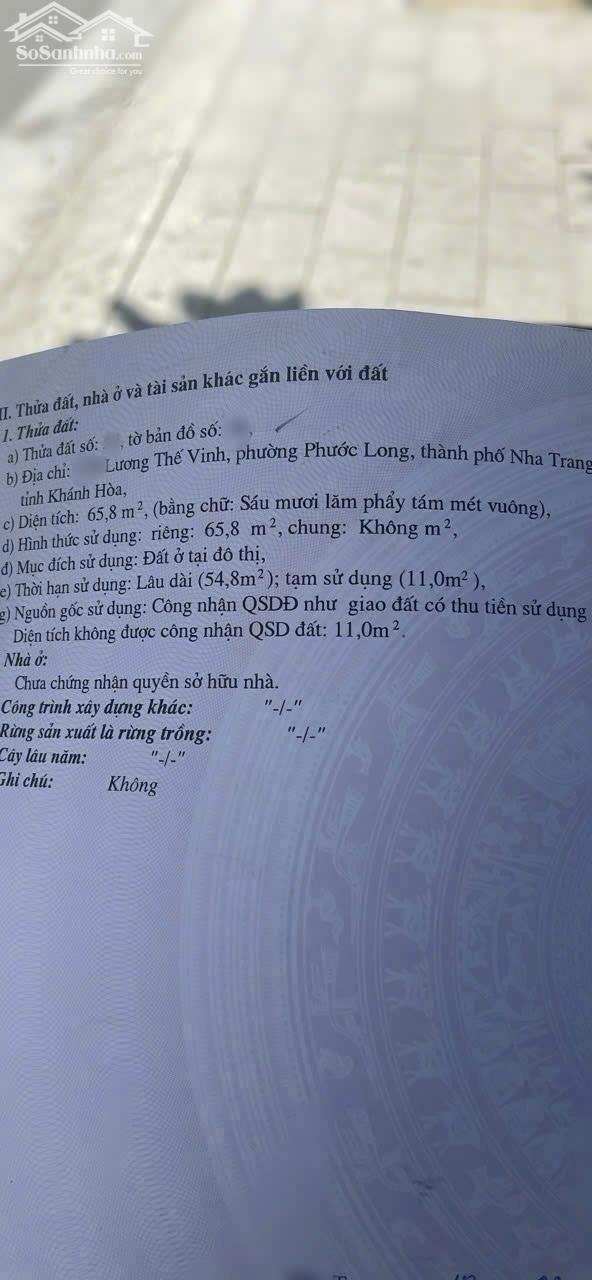 SoSanhnha.com
Great choice for you
II. Thửa đất, nhà ở và tài sản khác gắn liền với đất
1. Thửa đất:
a) Thửa đất số: , tờ bản đồ số: ,
b) Địa chỉ: Lương Thế Vinh, phường Phước Long, thành phố Nha Trang
tỉnh Khánh Hòa,
c) Diện tích: 65,8 m², (bằng chữ: Sáu mươi lăm phẩy tám mét vuông),
d) Hình thức sử dụng: riêng: 65,8 m², chung: Không m²,
đ) Mục đích sử dụng: Đất ở tại đô thị,
e) Thời hạn sử dụng: Lâu dài (54,8m²); tạm sử dụng (11,0m²),
g) Nguồn gốc sử dụng: Công nhận QSDĐ như giao đất có thu tiền sử dụng
Diện tích không được công nhận QSD đất: 11,0m².
Nhà ở:
Chưa chứng nhận quyền sở hữu nhà.
Công trình xây dựng khác: "-/-"
Rừng sản xuất là rừng trồng: "-/-"
Cây lâu năm: "-/-"
Ghi chú: Không